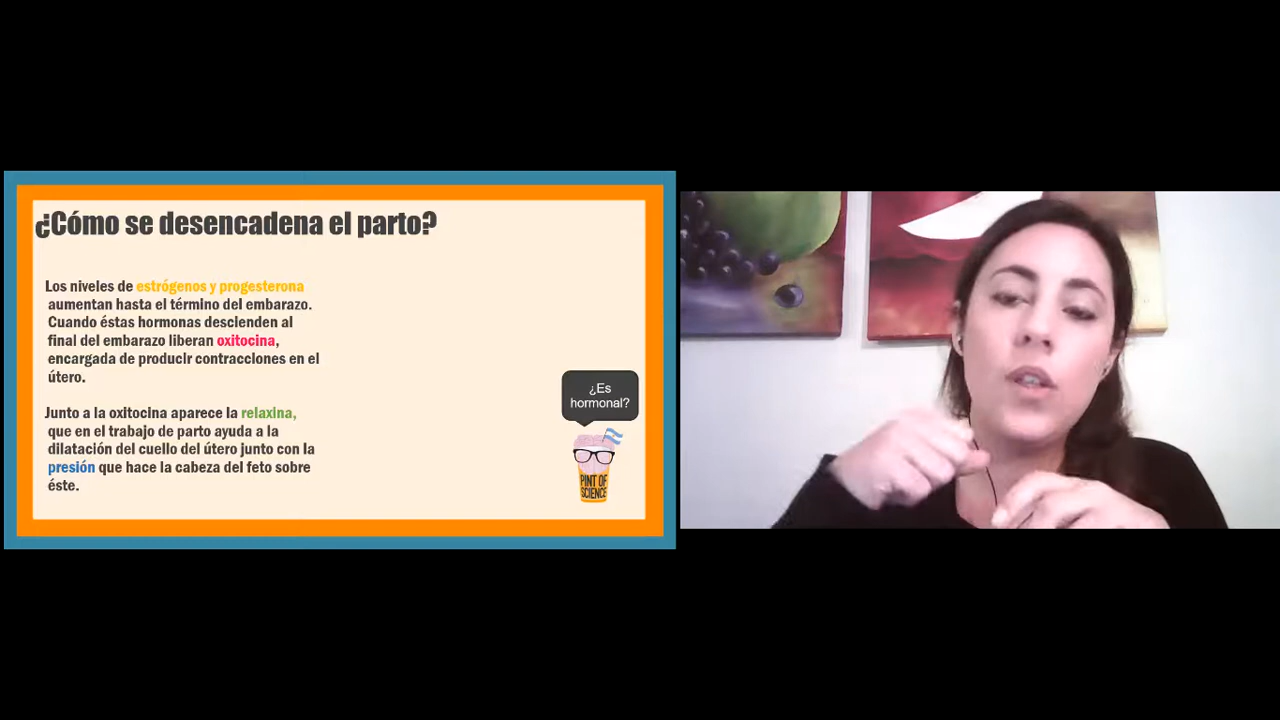 ¿Cómo se desencadena el parto?
Los niveles de estrógenos y progesterona
aumentan hasta el término del embarazo.
Cuando éstas hormonas descienden al
final del embarazo liberan oxitocina,
encargada de producir contracciones en el
útero.
Junto a la oxitocina aparece la relaxina,
que en el trabajo de parto ayuda a la
dilatación del cuello del útero junto con la
presión que hace la cabeza del feto sobre
éste.
¿Es
hormonal?
PINT OF
SCIENCE